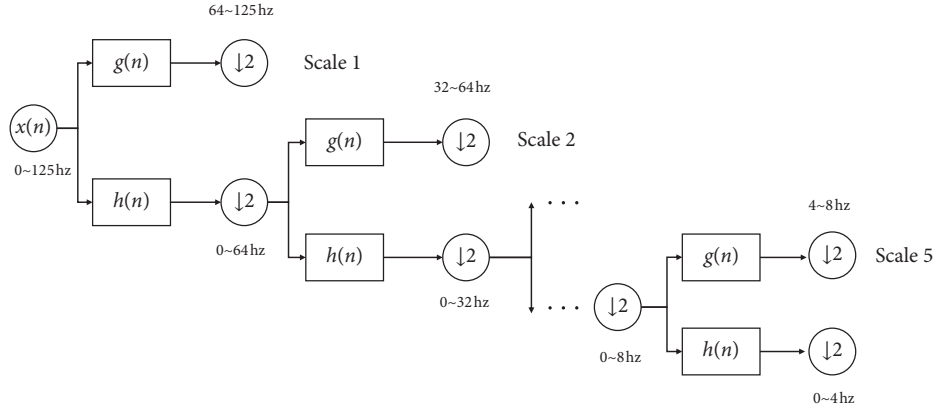 64~125hz
g(n)
↓2
Scale 1
x(n)
0~125hz
h(n)
↓2
0~64hz
32~64hz
g(n)
↓2
Scale 2
h(n)
↓2
0~32hz
...
...
↓2
0~8hz
4~8hz
g(n)
↓2
Scale 5
h(n)
↓2
0~4hz